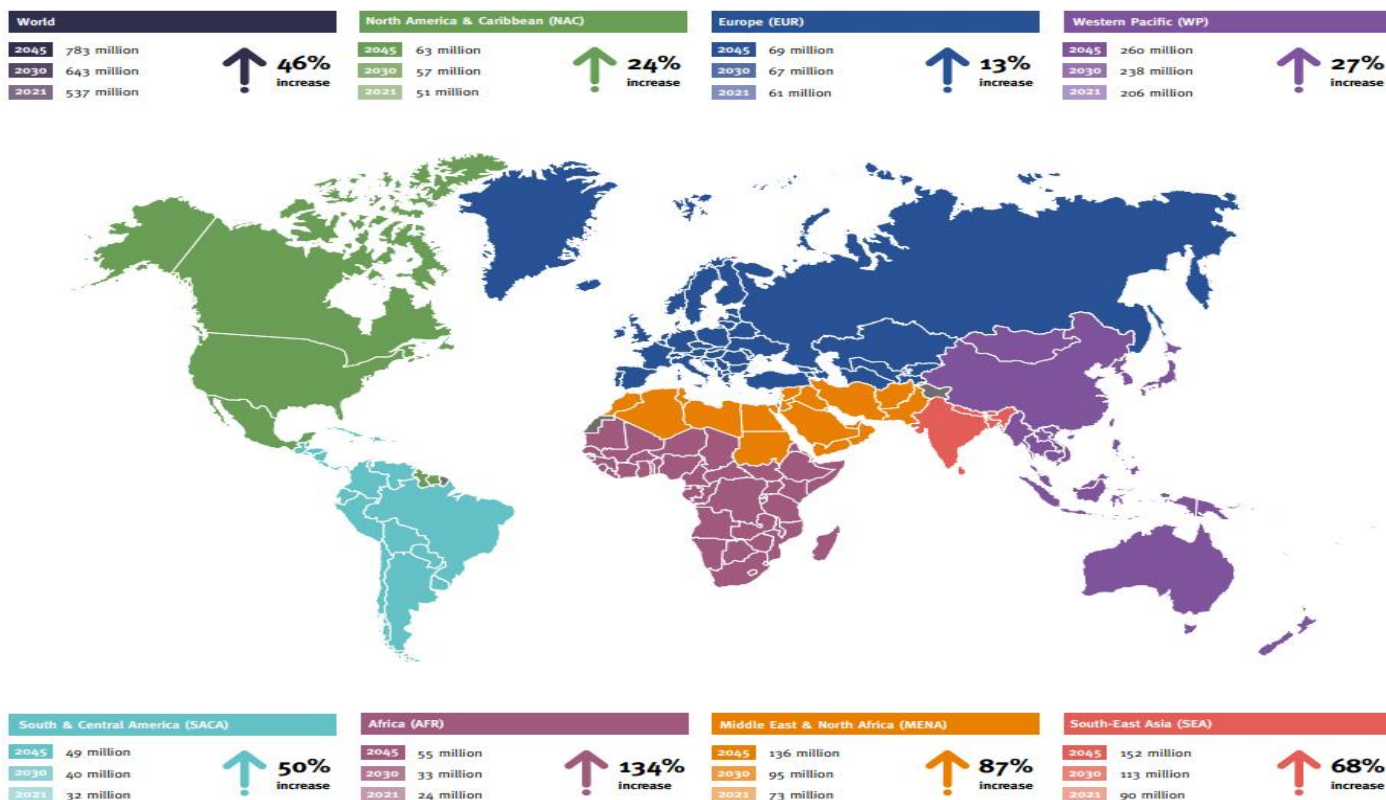 World
2045 783 million
2030 643 million
2021 537 million
46%
increase
North America & Caribbean (NAC)
2045 63 million
2030 57 million
2021 51 million
24%
increase
Europe (EUR)
2045 69 million
2030 67 million
2021 61 million
13%
increase
Western Pacific (WP)
2045 260 million
2030 238 million
2021 206 million
27%
increase
South & Central America (SACA)
2045 49 million
2030 40 million
2021 32 million
50%
increase
Africa (AFR)
2045 55 million
2030 33 million
2021 24 million
134%
increase
Middle East & North Africa (MENA)
2045 136 million
2030 95 million
2021 73 million
87%
increase
South-East Asia (SEA)
2045 152 million
2030 113 million
2021 90 million
68%
increase